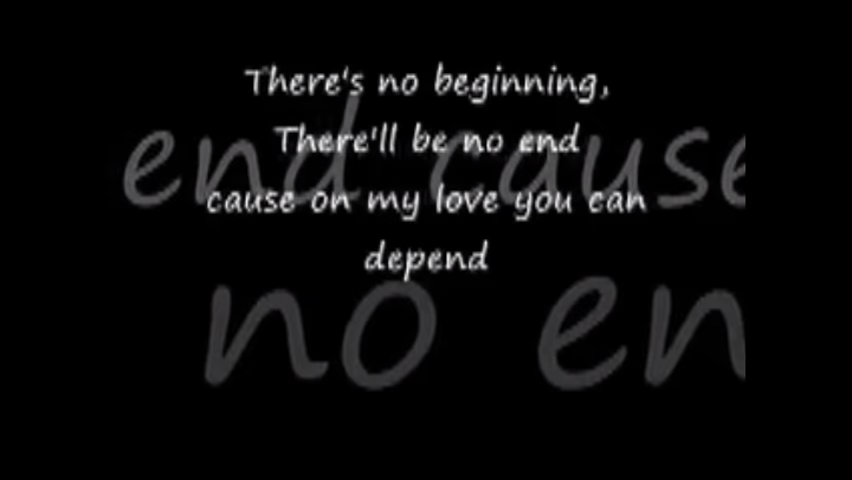 There's no beginning,
There'll be no end
cause on my love you can
depend
end cause
no en